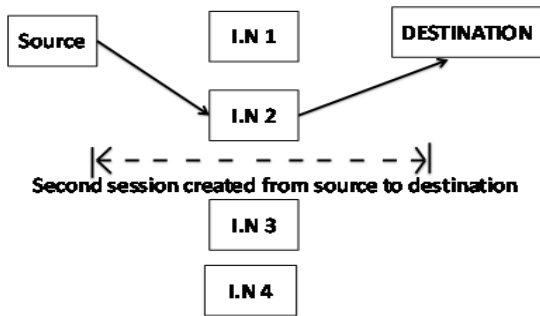 Source
I.N 1
DESTINATION
I.N 2
Second session created from source to destination
I.N 3
I.N 4